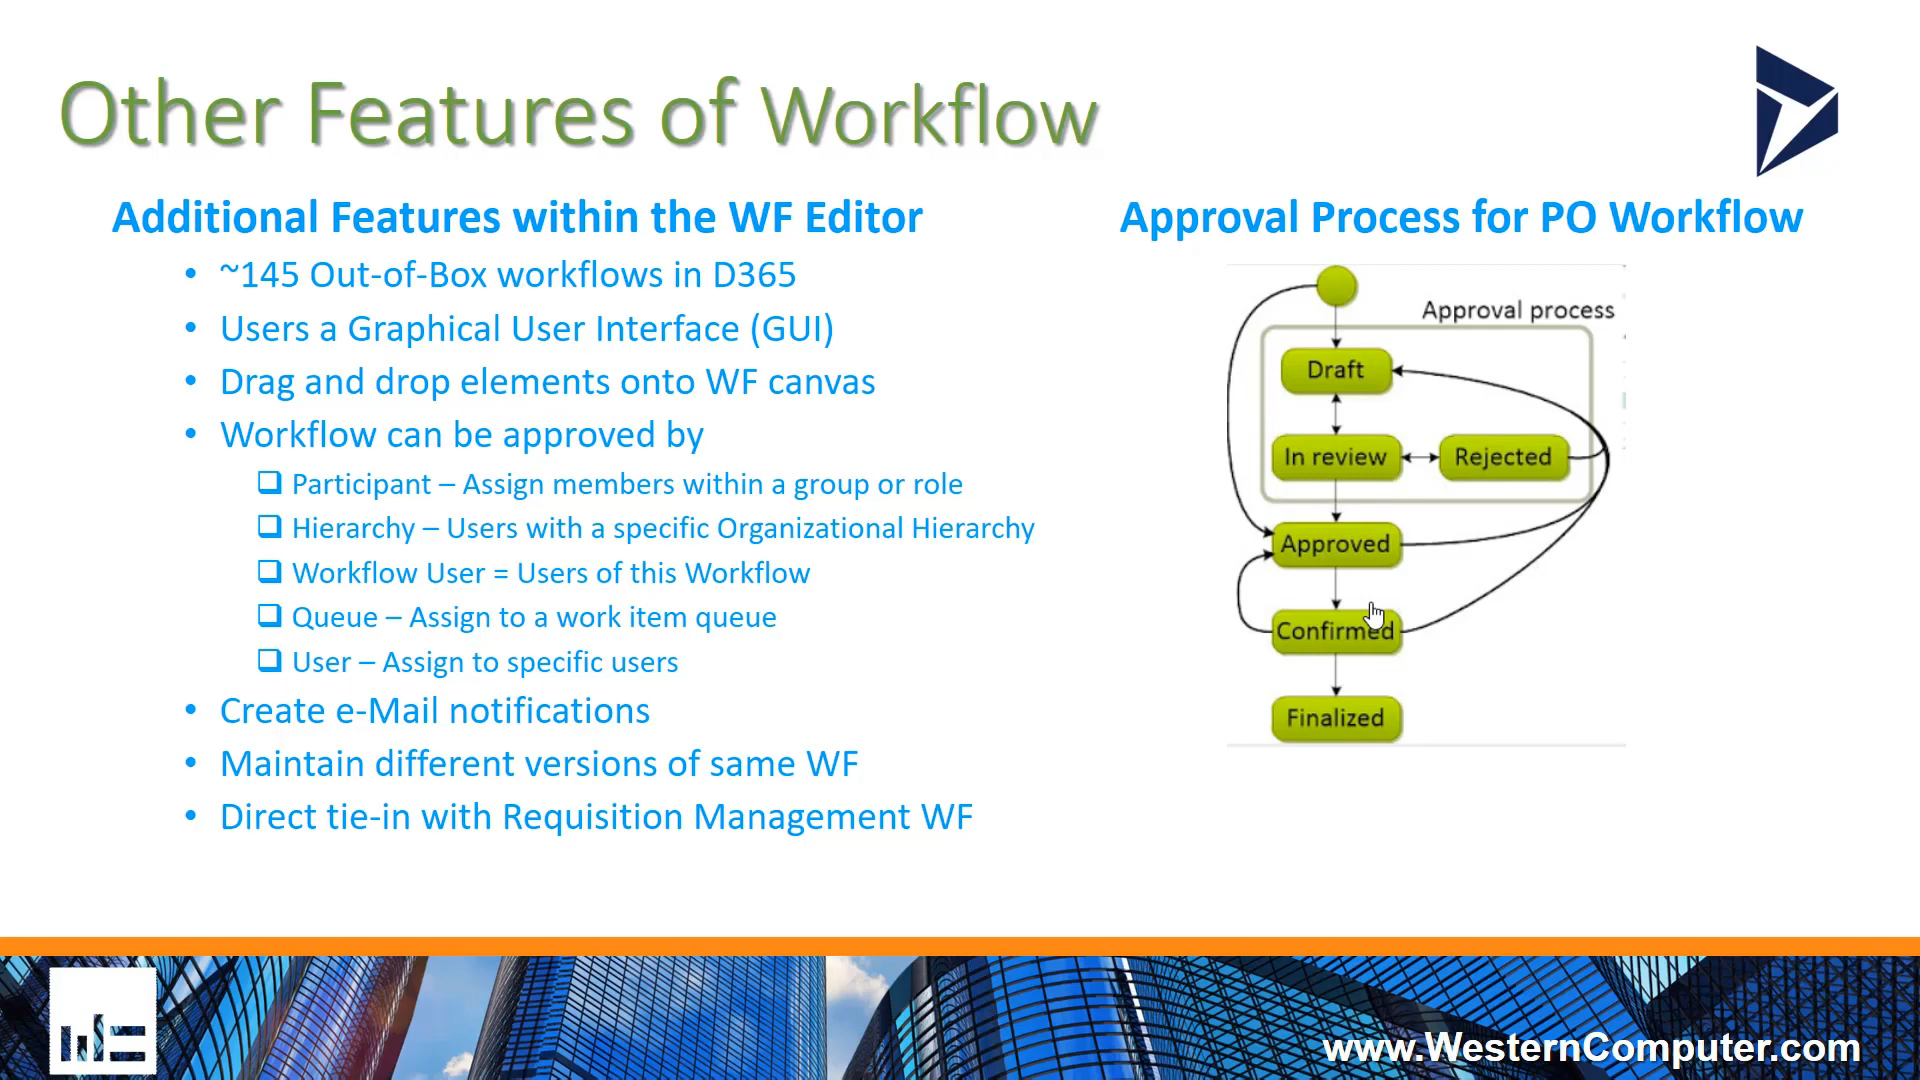 Other Features of Workflow
Additional Features within the WF Editor
• ~145 Out-of-Box workflows in D365
• Users a Graphical User Interface (GUI)
• Drag and drop elements onto WF canvas
• Workflow can be approved by
❑ Participant – Assign members within a group or role
❑ Hierarchy – Users with a specific Organizational Hierarchy
❑ Workflow User = Users of this Workflow
❑ Queue – Assign to a work item queue
❑ User – Assign to specific users
• Create e-Mail notifications
• Maintain different versions of same WF
• Direct tie-in with Requisition Management WF
Approval Process for PO Workflow
Approval process
Draft
In review
Rejected
Approved
Confirmed
Finalized
www.WesternComputer.com